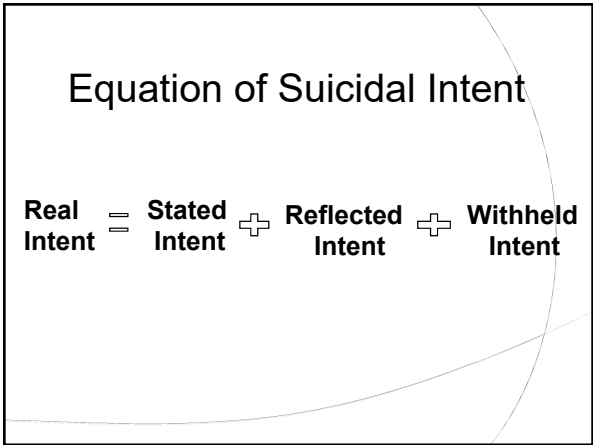 Equation of Suicidal Intent
Real Intent = Stated Intent + Reflected Intent + Withheld Intent